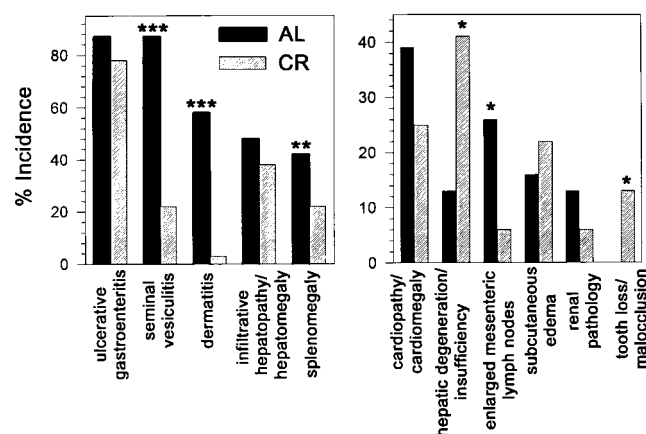 % Incidence
80
60
40
20
0
***
***
**
AL
CR
ulcerative
gastroenteritis
seminal
vesiculitis
dermatitis
infiltrative
hepatopathy/
hepatomegaly
splenomegaly
40
30
20
10
0
*
*
*
cardiopathy/
cardiomegaly
hepatic degeneration/
insufficiency
enlarged mesenteric
lymph nodes
subcutaneous
edema
renal
pathology
tooth loss/
malocclusion